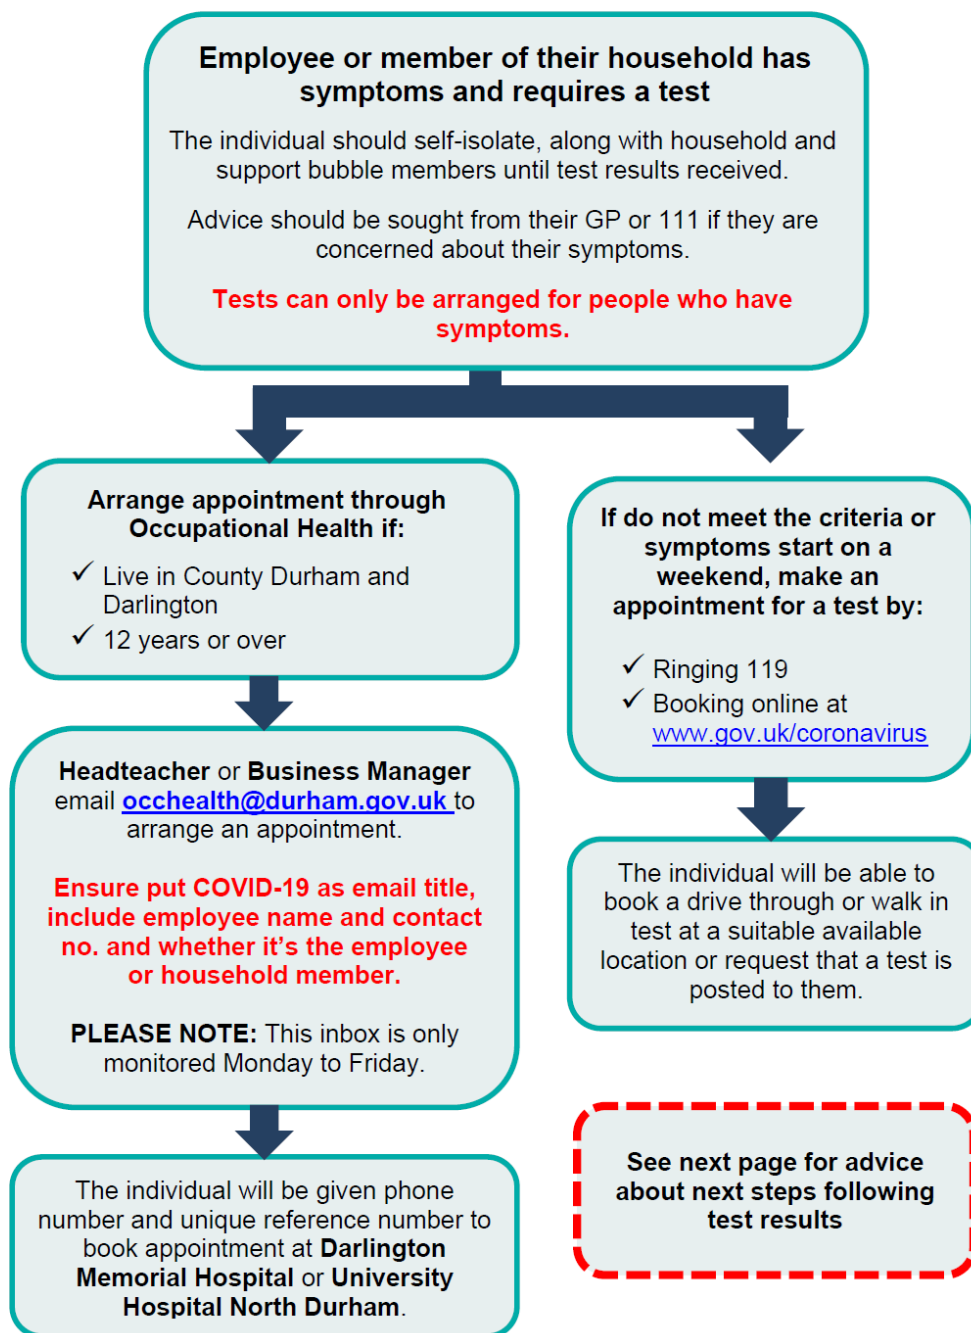 Employee or member of their household has
symptoms and requires a test
The individual should self-isolate, along with household and
support bubble members until test results received.
Advice should be sought from their GP or 111 if they are
concerned about their symptoms.
Tests can only be arranged for people who have
symptoms.
Arrange appointment through
Occupational Health if:
✓ Live in County Durham and
Darlington
✓ 12 years or over
Headteacher or Business Manager
email occhealth@durham.gov.uk to
arrange an appointment.
Ensure put COVID-19 as email title,
include employee name and contact
no. and whether it's the employee
or household member.
PLEASE NOTE: This inbox is only
monitored Monday to Friday.
The individual will be given phone
number and unique reference number to
book appointment at Darlington
Memorial Hospital or University
Hospital North Durham.
If do not meet the criteria or
symptoms start on a
weekend, make an
appointment for a test by:
✓ Ringing 119
✓ Booking online at
www.gov.uk/coronavirus
The individual will be able to
book a drive through or walk in
test at a suitable available
location or request that a test is
posted to them.
See next page for advice
about next steps following
test results